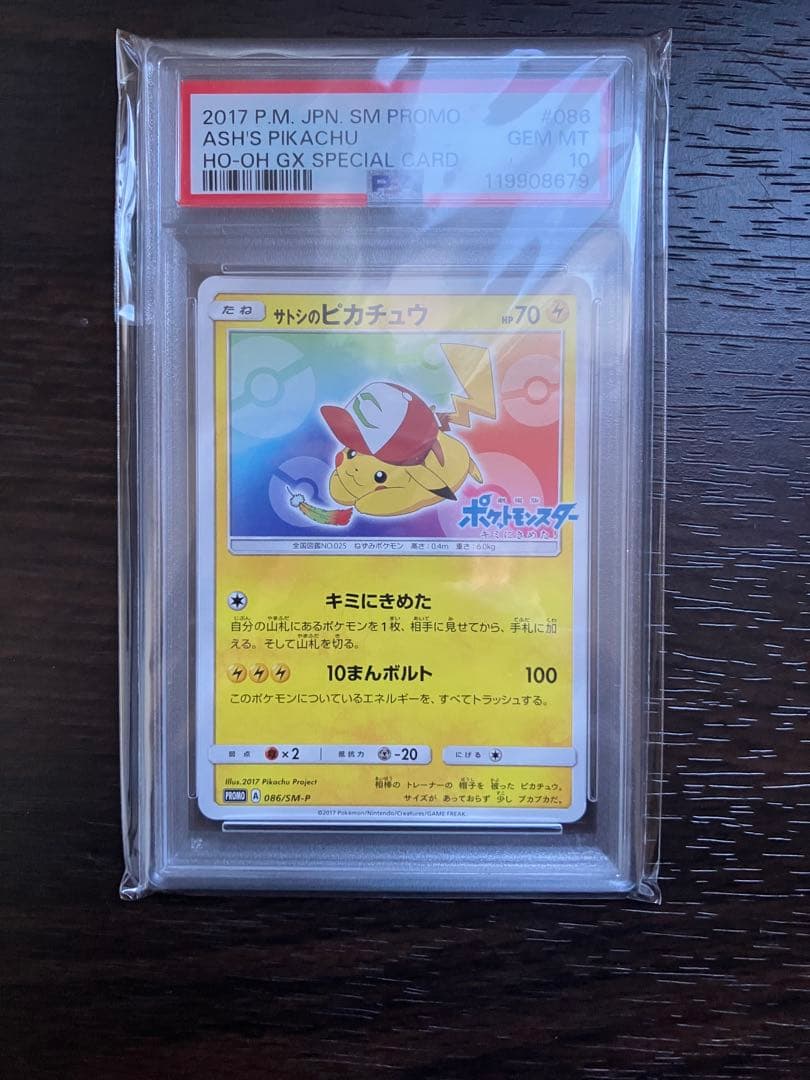 2017 P.M. JPN. SM PROMO #086
ASH'S PIKACHU GEM MT
HO-OH GX SPECIAL CARD 10
119908679
たね サトシのピカチュウ HP70
劇場版
ポケットモンスター
キミにきめた!
全国図鑑NO.025 ねずみポケモン 高さ:0.4m 重さ:6.0kg
キミにきめた
自分の山札にあるポケモンを1枚、相手に見せてから、手札に加
える。そして山札を切る。
10まんボルト 100
このポケモンについているエネルギーを、すべてトラッシュする。
弱点 ×2 抵抗力 -20 にげる
Illus.2017 Pikachu Project
PROMO A 086/SM-P
相棒の トレーナーの 帽子を 被った ピカチュウ。
サイズが あっておらず 少し ブカブカだ。
©2017 Pokémon/Nintendo/Creatures/GAME FREAK.